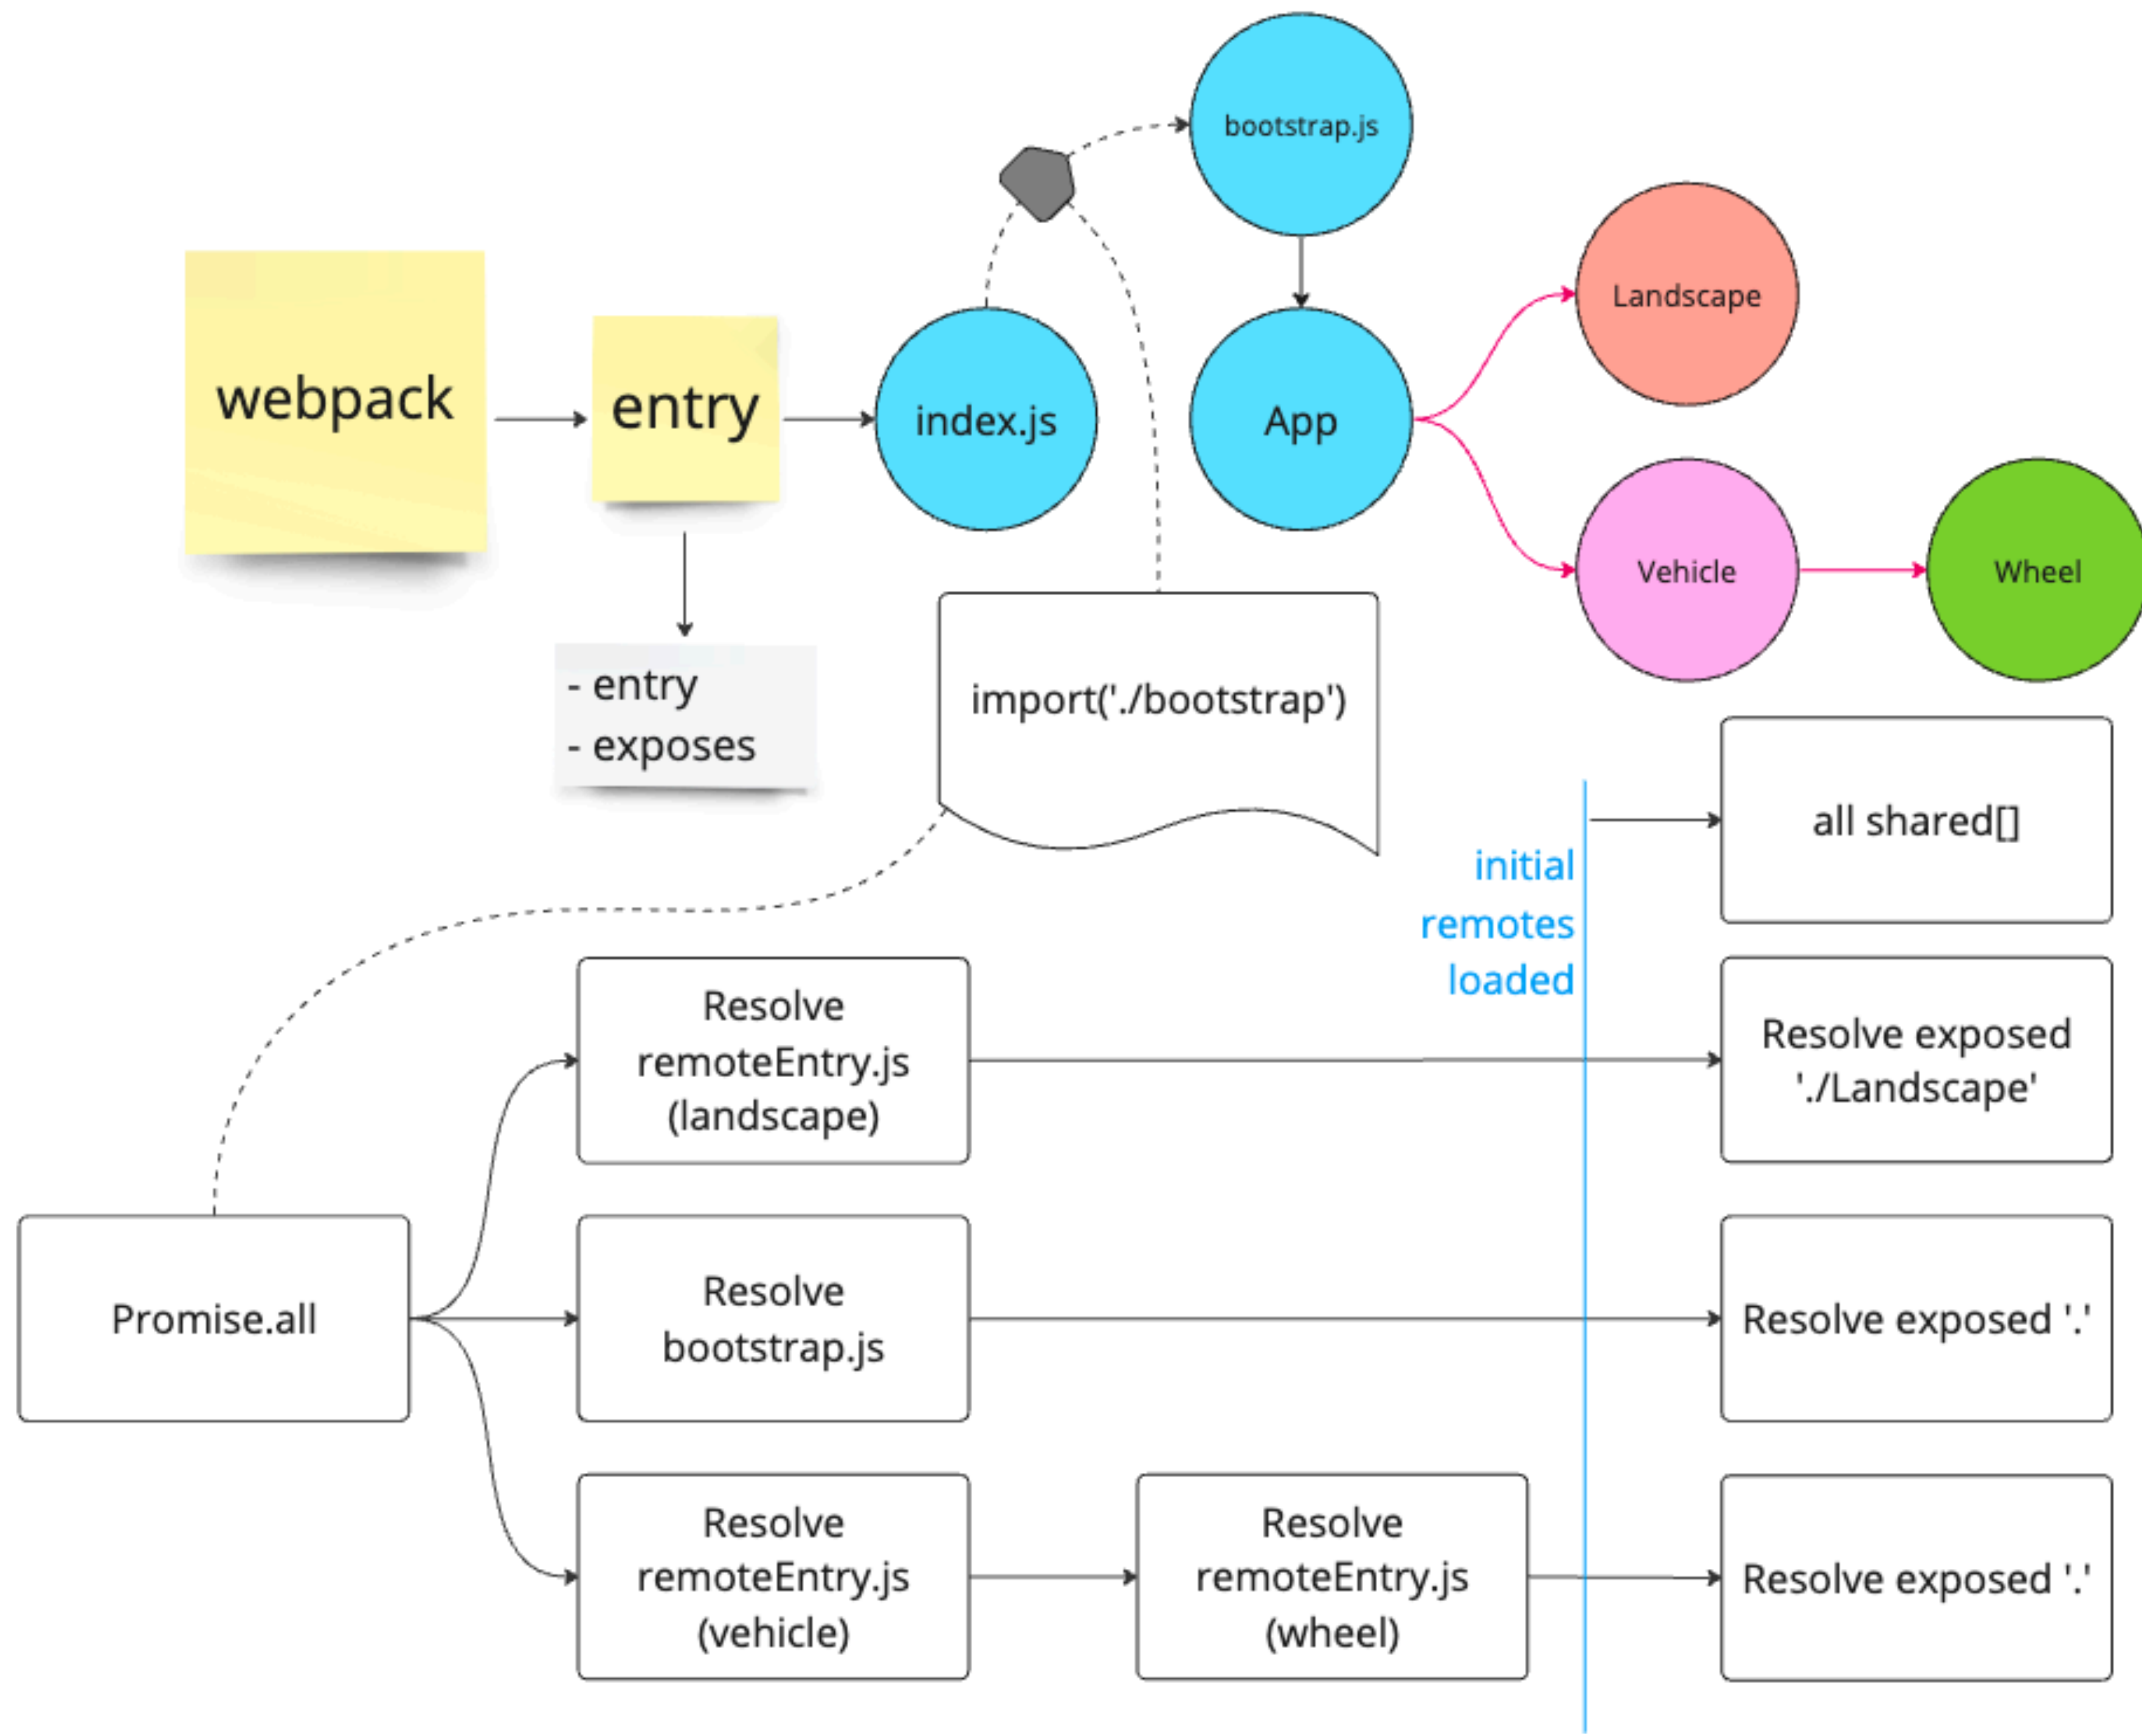 bootstrap.js
Landscape
webpack
entry
index.js
App
Vehicle
Wheel
- entry
- exposes
import('./bootstrap')
all shared[]
initial
remotes
loaded
Resolve
remoteEntry.js
(landscape)
Resolve exposed
'./Landscape'
Promise.all
Resolve
bootstrap.js
Resolve exposed '.'
Resolve
remoteEntry.js
(vehicle)
Resolve
remoteEntry.js
(wheel)
Resolve exposed '.'